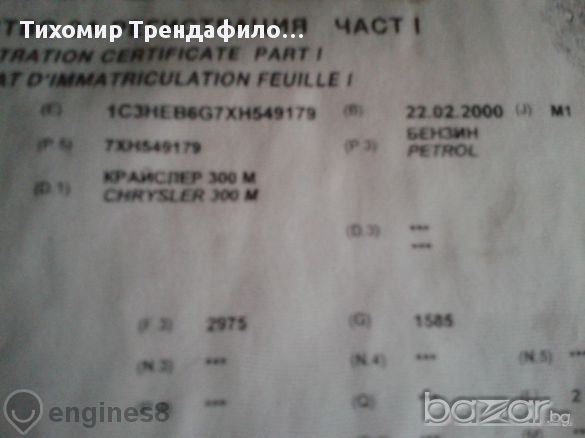 Тихомир Трендафило...
ЧАСТ I
TRATION CERTIFICATE PART I
AT D'IMMATRICULATION FEUILLE I
(E) 1C3HEB6G7XH549179 (B) 22.02.2000 (J) M1
(P.5) 7XH549179 (P.3) БЕНЗИН
PETROL
(D.1) КРАЙСЛЕР 300 M
CHRYSLER 300 M
(D.3) ***
***
(F.3) 2975 (G) 1585
(N.3) *** (N.4) *** (N.5) ***
*** (Q) *** 2
engines8
bazar.bg